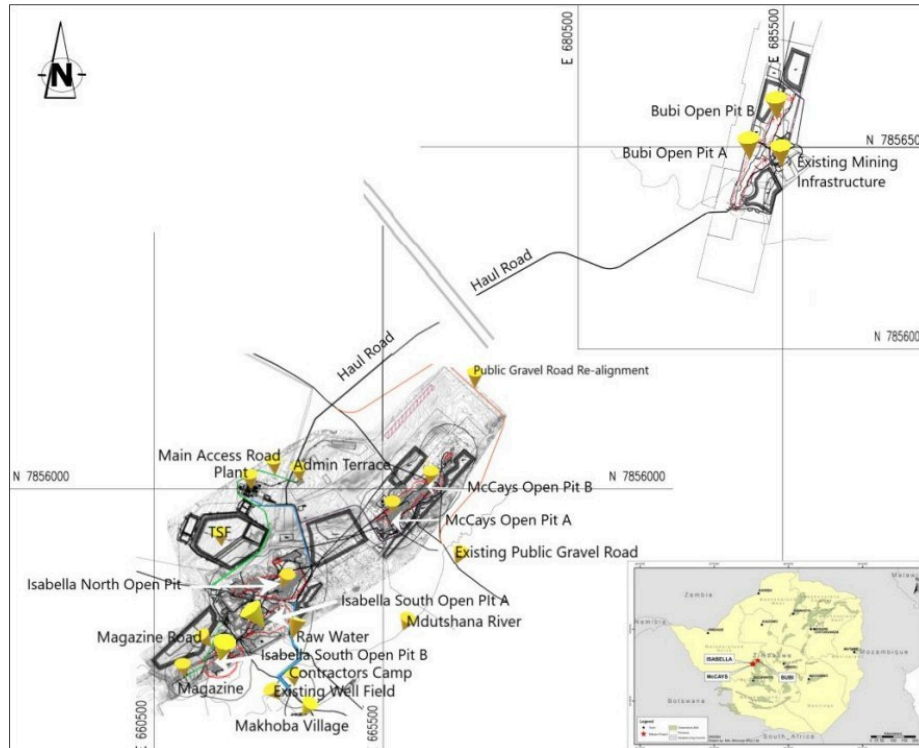 N
E 680500
E 685500
Bubi Open Pit B
N 785650
Bubi Open Pit A
Existing Mining
Infrastructure
Haul Road
N 785600
Haul Road
Public Gravel Road Re-alignment
Main Access Road
Plant
Admin Terrace
N 7856000
N 7856000
McCays Open Pit B
TSF
McCays Open Pit A
Existing Public Gravel Road
Isabella North Open Pit
Isabella South Open PIt A
Mdutshana River
Magazine Road
Raw Water
Isabella South Open Pit B
Magazine
Contractors Camp
Existing Well Field
Makhoba Village
660500
665500
Zambia
Namibia
Zimbabwe
Mozambique
ISABELLA
McCAYS
BUBI
Botswana
South_Africa
Legend